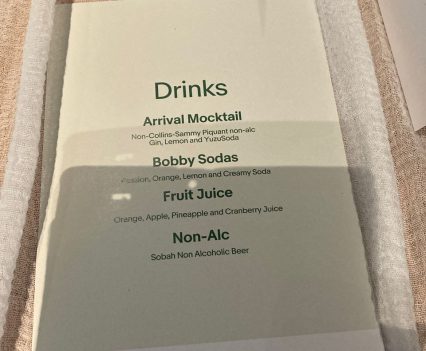 Drinks
Arrival Mocktail
Non-Collins-Sammy Piquant non-alc
Gin, Lemon and YuzuSoda
Bobby Sodas
Passion, Orange, Lemon and Creamy Soda
Fruit Juice
Orange, Apple, Pineapple and Cranberry Juice
Non-Alc
Sobah Non Alcoholic Beer